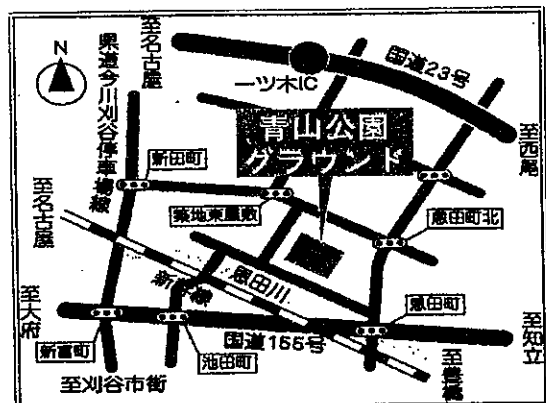 N
至名古屋
県道今川刈谷停車場線
国道23号
一ツ木IC
青山公園
グラウンド
至西尾
新田町
築地東屋敷
恩田町北
至名古屋
恩田川
至大府
恩田町
新富町
池田町
国道155号
至知立
至刈谷市街
至豊橋